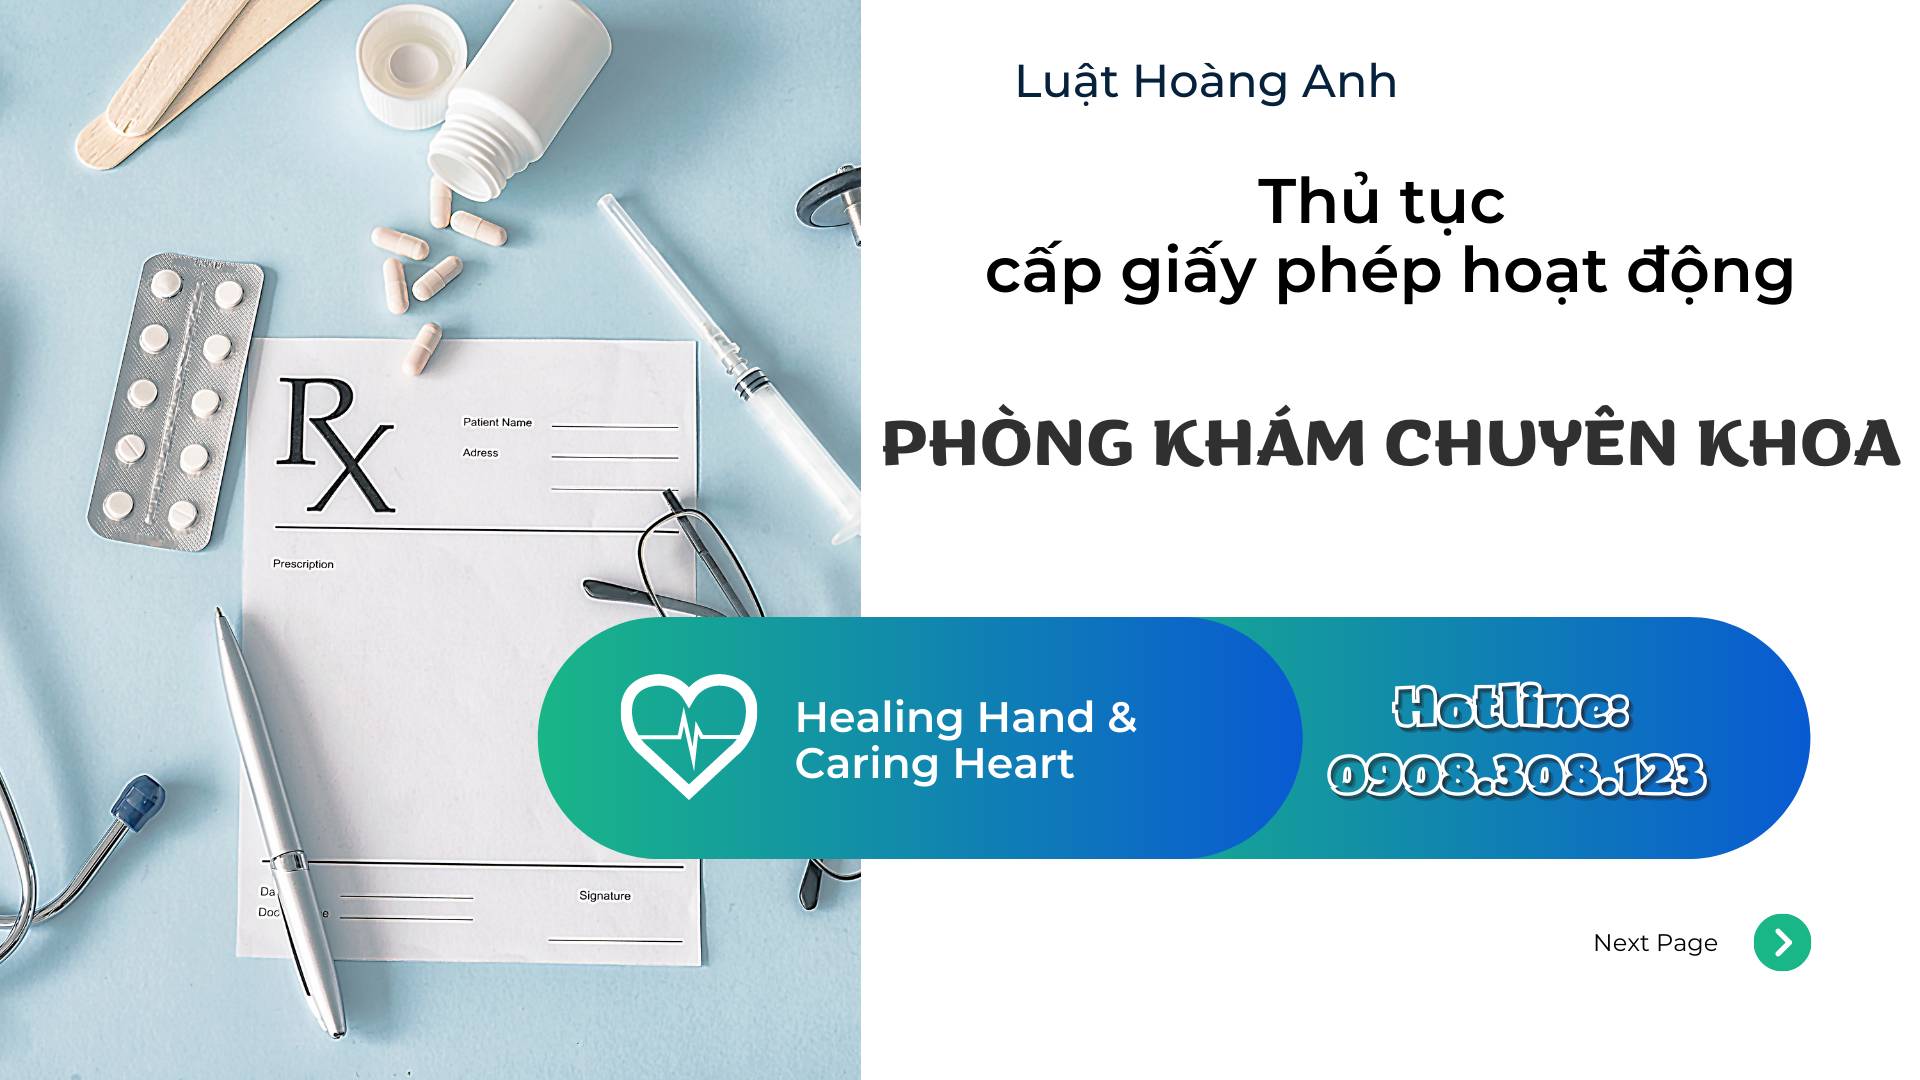 Luật Hoàng Anh
Thủ tục
cấp giấy phép hoạt động
PHÒNG KHÁM CHUYÊN KHOA
Rx
Patient Name
Adress
Prescription
Healing Hand &
Caring Heart
Hotline:
0908.308.123
Signature
Next Page